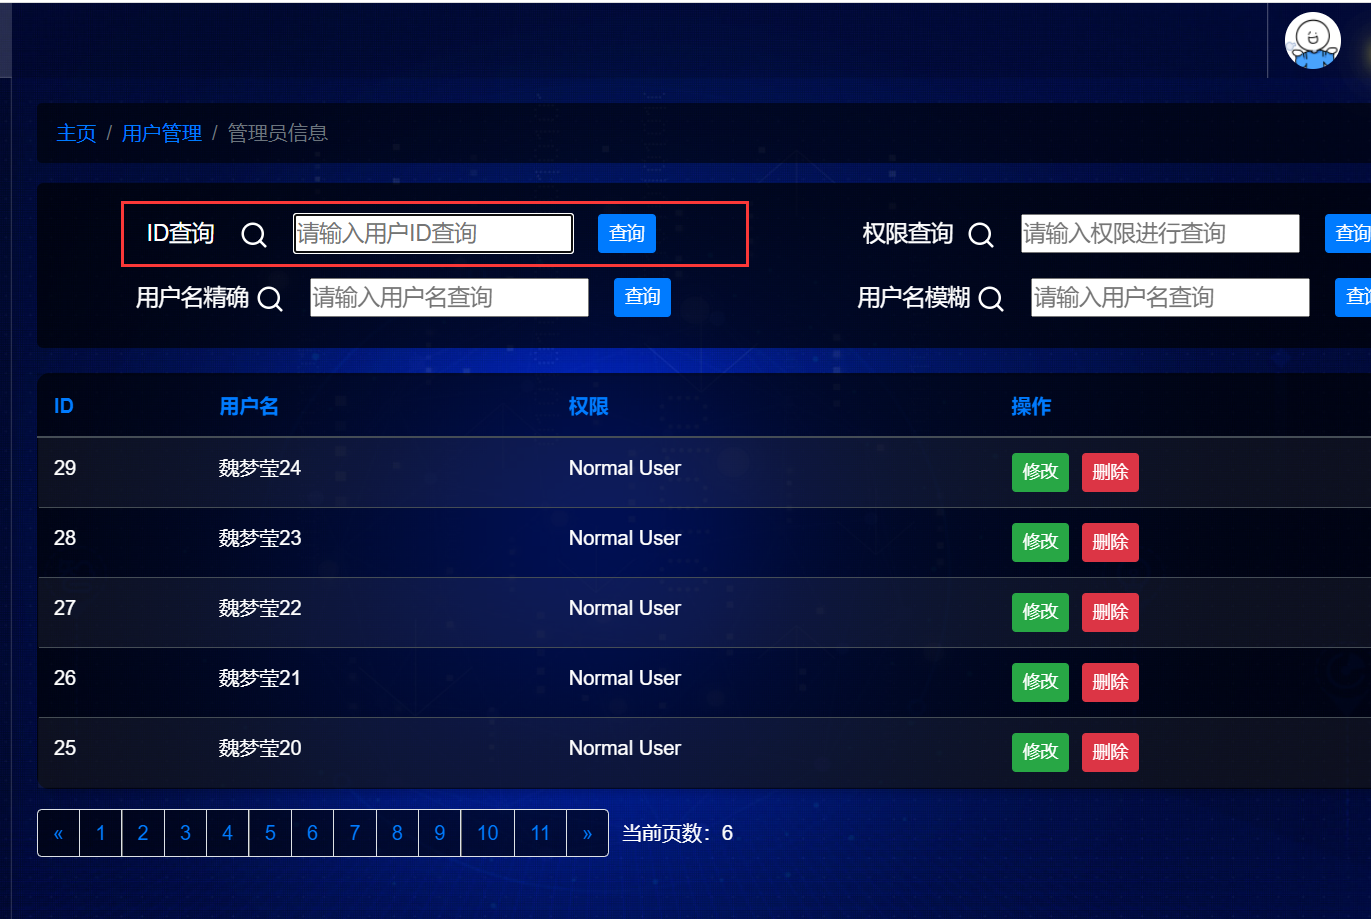 主页 / 用户管理 / 管理员信息
ID查询 请输入用户ID查询 查询 权限查询 请输入权限进行查询 查询
用户名精确 请输入用户名查询 查询 用户名模糊 请输入用户名查询 查
ID 用户名 权限 操作
29 魏梦莹24 Normal User 修改 删除
28 魏梦莹23 Normal User 修改 删除
27 魏梦莹22 Normal User 修改 删除
26 魏梦莹21 Normal User 修改 删除
25 魏梦莹20 Normal User 修改 删除
« 1 2 3 4 5 6 7 8 9 10 11 » 当前页数：6